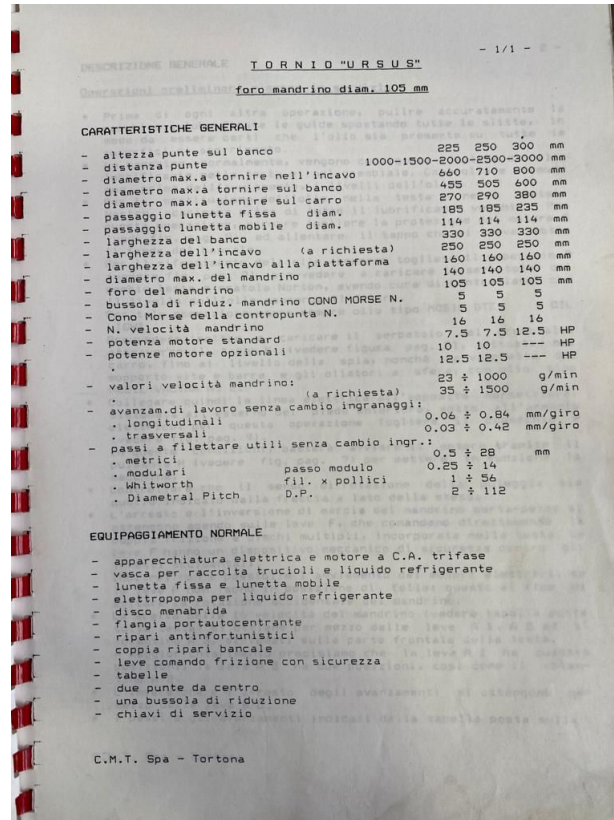 - 1/1 -
TORNIO "URSUS"
foro mandrino diam. 105 mm
CARATTERISTICHE GENERALI
- altezza punte sul banco 225 250 300 mm
- distanza punte 1000-1500-2000-2500-3000 mm
- diametro max.a tornire nell'incavo 660 710 800 mm
- diametro max.a tornire sul banco 455 505 600 mm
- diametro max.a tornire sul carro 270 290 380 mm
- passaggio lunetta fissa diam. 185 185 235 mm
- passaggio lunetta mobile diam. 114 114 114 mm
- larghezza del banco 330 330 330 mm
- larghezza dell'incavo (a richiesta) 250 250 250 mm
- larghezza dell'incavo alla piattaforma 160 160 160 mm
- diametro max. del mandrino 140 140 140 mm
- foro del mandrino 105 105 105 mm
- bussola di riduz. mandrino CONO MORSE N. 5 5 5
- Cono Morse della contropunta N. 5 5 5
- N. velocità mandrino 16 16 16
- potenza motore standard 7.5 7.5 12.5 HP
- potenze motore opzionali 10 10 --- HP
. 12.5 12.5 --- HP
- valori velocità mandrino: 23 ÷ 1000 g/min
. (a richiesta) 35 ÷ 1500 g/min
- avanzam.di lavoro senza cambio ingranaggi:
. longitudinali 0.06 ÷ 0.84 mm/giro
. trasversali 0.03 ÷ 0.42 mm/giro
- passi a filettare utili senza cambio ingr.:
. metrici 0.5 ÷ 28 mm
. modulari passo modulo 0.25 ÷ 14
. Whitworth fil. x pollici 1 ÷ 56
. Diametral Pitch D.P. 2 ÷ 112
EQUIPAGGIAMENTO NORMALE
- apparecchiatura elettrica e motore a C.A. trifase
- vasca per raccolta trucioli e liquido refrigerante
- lunetta fissa e lunetta mobile
- elettropompa per liquido refrigerante
- disco menabrida
- flangia portautocentrante
- ripari antinfortunistici
- coppia ripari bancale
- leve comando frizione con sicurezza
- tabelle
- due punte da centro
- una bussola di riduzione
- chiavi di servizio
C.M.T. Spa - Tortona